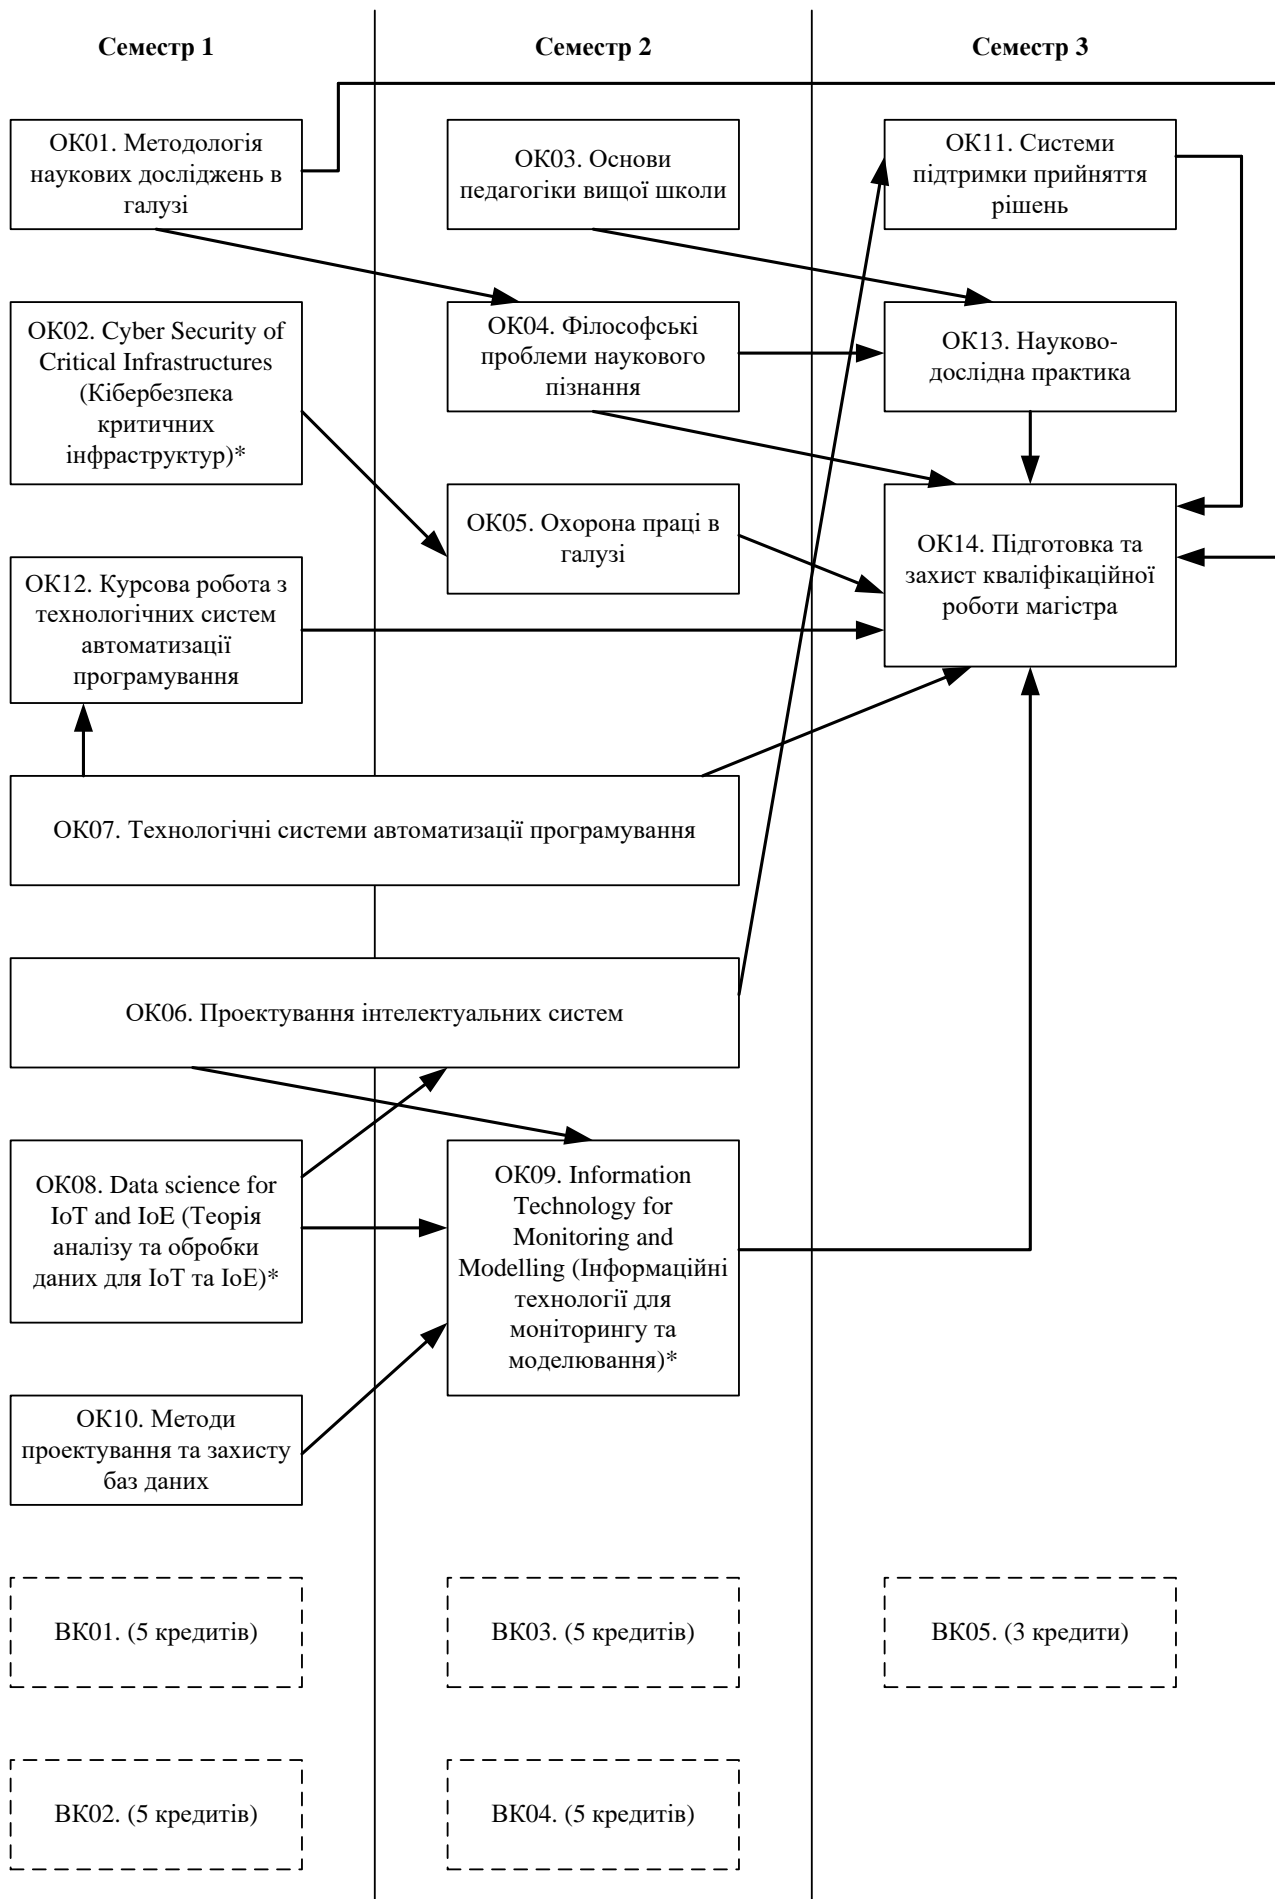 Семестр 1
Семестр 2
Семестр 3
ОК01. Методологія
наукових досліджень в
галузі
ОК03. Основи
педагогіки вищої школи
ОК11. Системи
підтримки прийняття
рішень
ОК02. Cyber Security of
Critical Infrastructures
(Кібербезпека
критичних
інфраструктур)*
ОК04. Філософські
проблеми наукового
пізнання
ОК13. Науково-
дослідна практика
ОК05. Охорона праці в
галузі
ОК14. Підготовка та
захист кваліфікаційної
роботи магістра
ОК12. Курсова робота з
технологічних систем
автоматизації
програмування
ОК07. Технологічні системи автоматизації програмування
ОК06. Проектування інтелектуальних систем
ОК08. Data science for
IoT and IoE (Теорія
аналізу та обробки
даних для IoT та IoE)*
ОК09. Information
Technology for
Monitoring and
Modelling (Інформаційні
технології для
моніторингу та
моделювання)*
ОК10. Методи
проектування та захисту
баз даних
ВК01. (5 кредитів)
ВК03. (5 кредитів)
ВК05. (3 кредити)
ВК02. (5 кредитів)
ВК04. (5 кредитів)